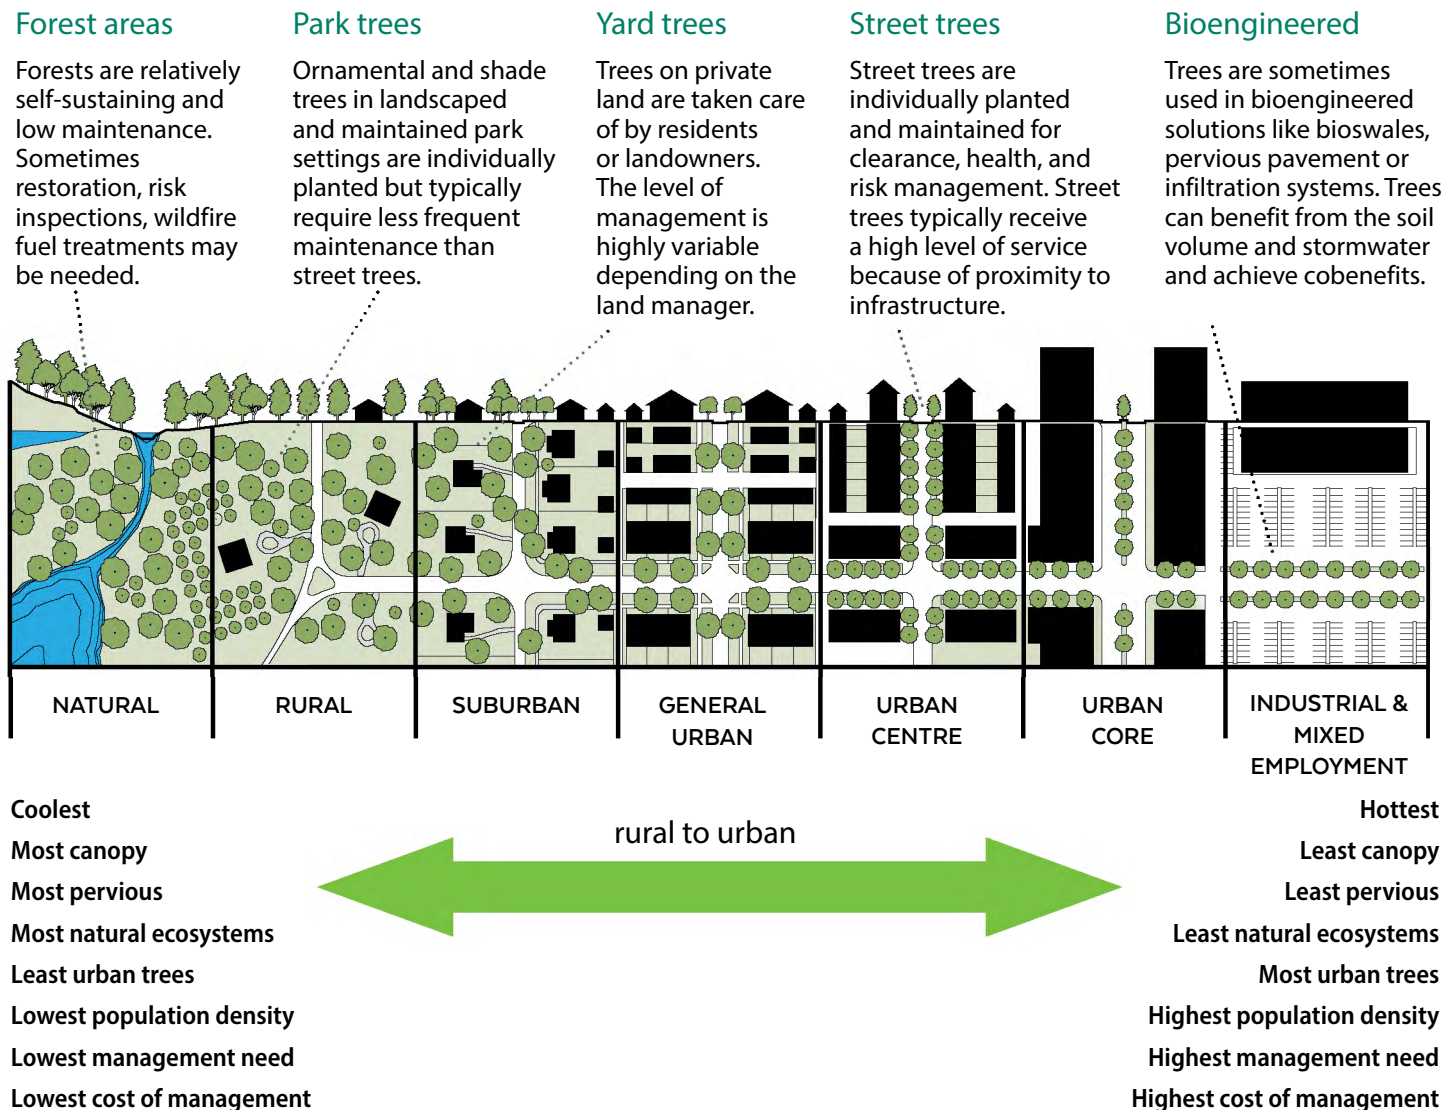 Forest areas
Forests are relatively
self-sustaining and
low maintenance.
Sometimes
restoration, risk
inspections, wildfire
fuel treatments may
be needed.
Park trees
Ornamental and shade
trees in landscaped
and maintained park
settings are individually
planted but typically
require less frequent
maintenance than
street trees.
Yard trees
Trees on private
land are taken care
of by residents
or landowners.
The level of
management is
highly variable
depending on the
land manager.
Street trees
Street trees are
individually planted
and maintained for
clearance, health, and
risk management. Street
trees typically receive
a high level of service
because of proximity to
infrastructure.
Bioengineered
Trees are sometimes
used in bioengineered
solutions like bioswales,
pervious pavement or
infiltration systems. Trees
can benefit from the soil
volume and stormwater
and achieve cobenefits.
NATURAL
RURAL
SUBURBAN
GENERAL
URBAN
URBAN
CENTRE
URBAN
CORE
INDUSTRIAL &
MIXED
EMPLOYMENT
Coolest
Most canopy
Most pervious
Most natural ecosystems
Least urban trees
Lowest population density
Lowest management need
Lowest cost of management
rural to urban
Hottest
Least canopy
Least pervious
Least natural ecosystems
Most urban trees
Highest population density
Highest management need
Highest cost of management